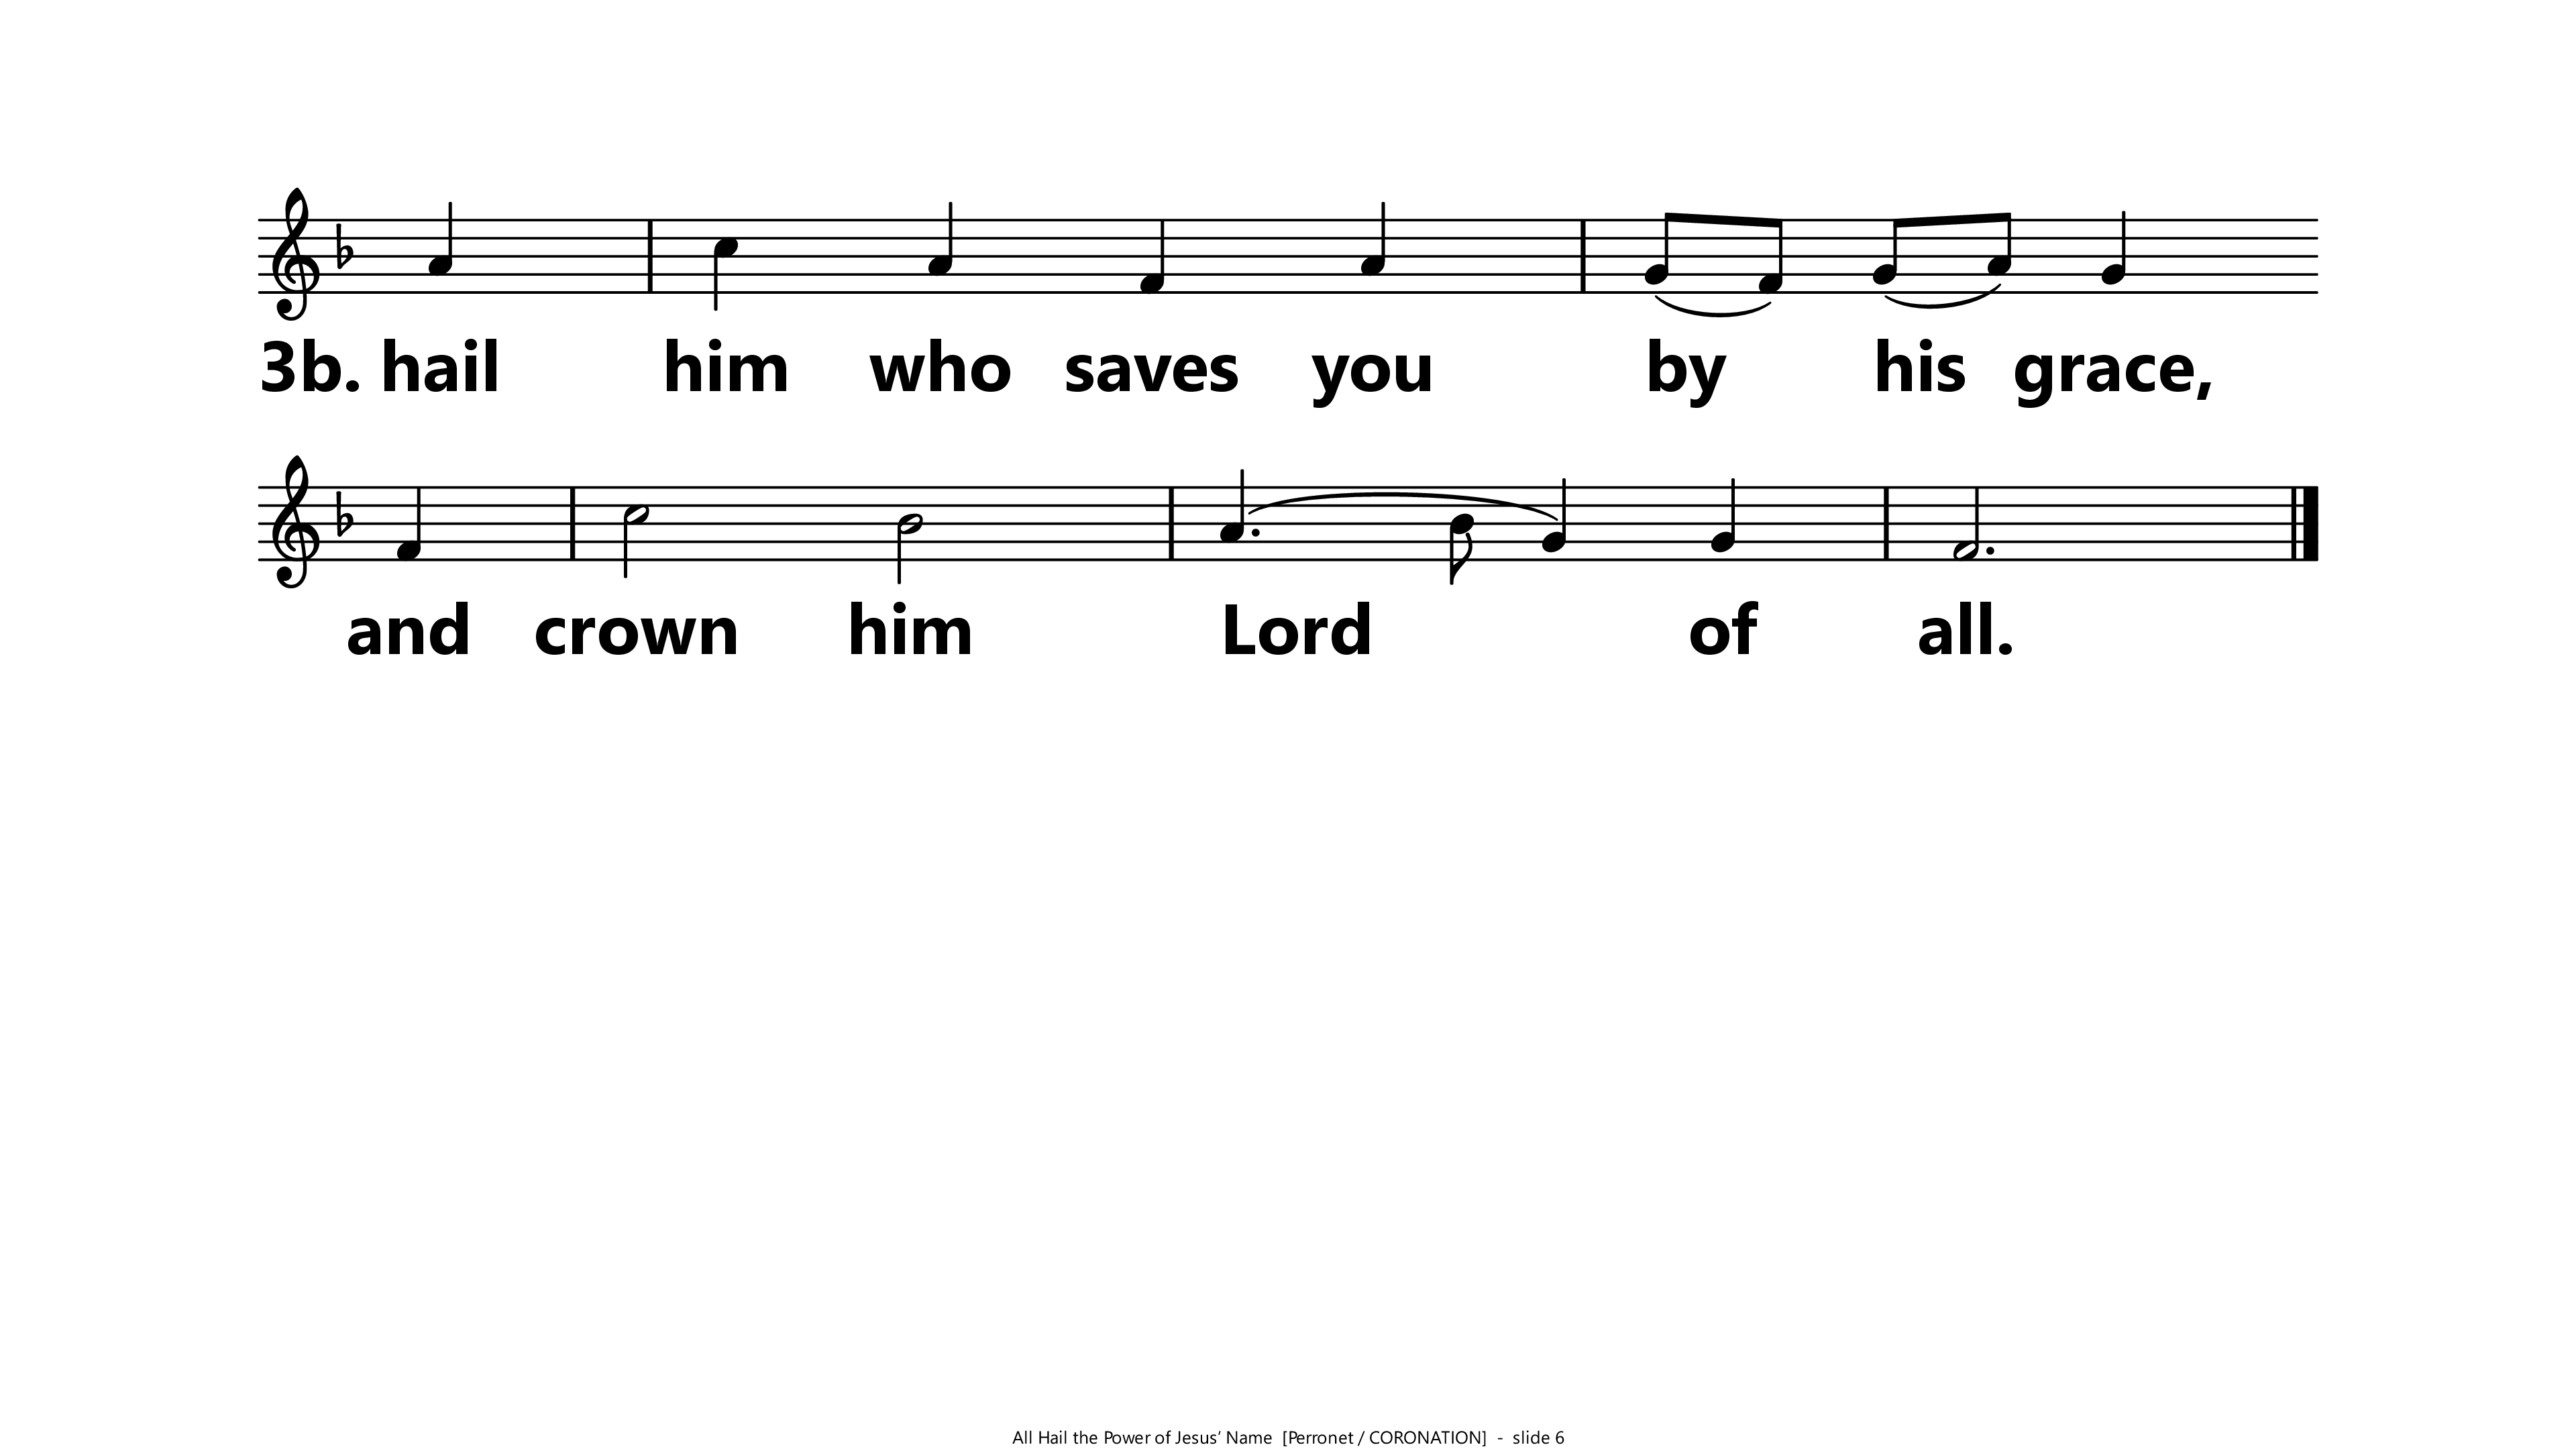 3b. hail him who saves you by his grace,
and crown him Lord of all.
All Hail the Power of Jesus’ Name [Perronet / CORONATION] - slide 6